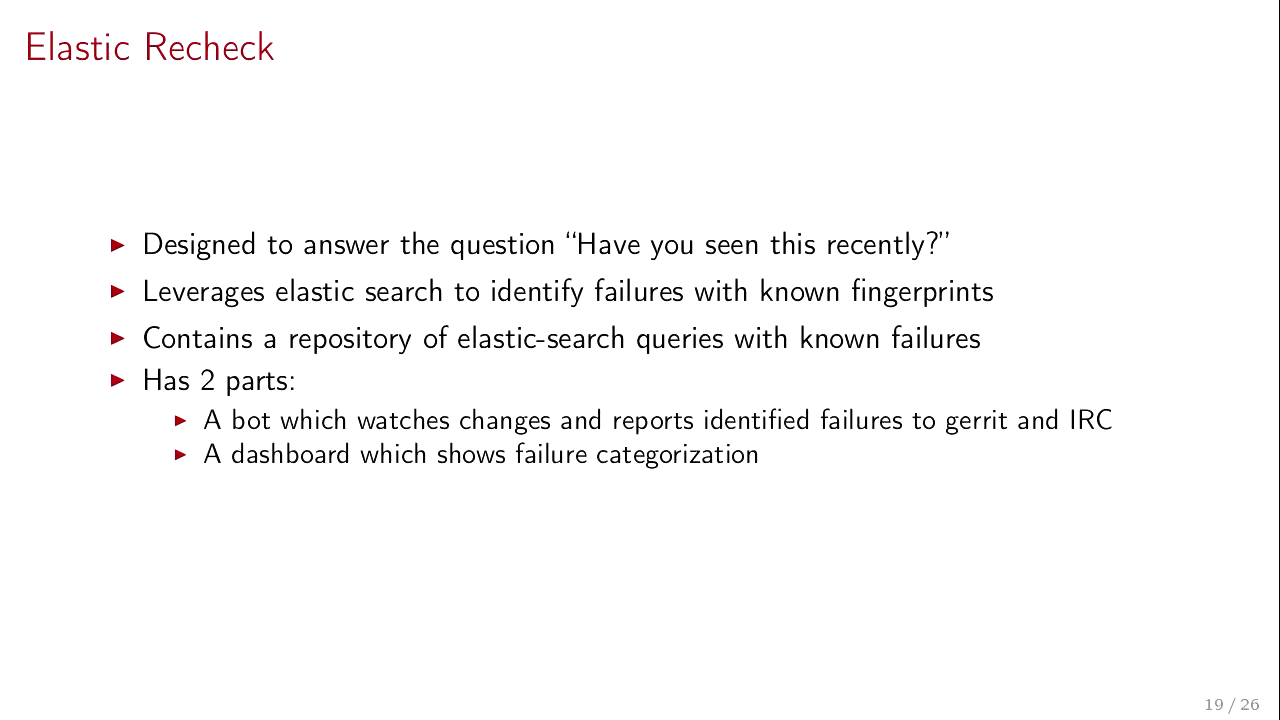 Elastic Recheck
Designed to answer the question “Have you seen this recently?”
Leverages elastic search to identify failures with known fingerprints
Contains a repository of elastic-search queries with known failures
Has 2 parts:
A bot which watches changes and reports identified failures to gerrit and IRC
A dashboard which shows failure categorization
19 / 26